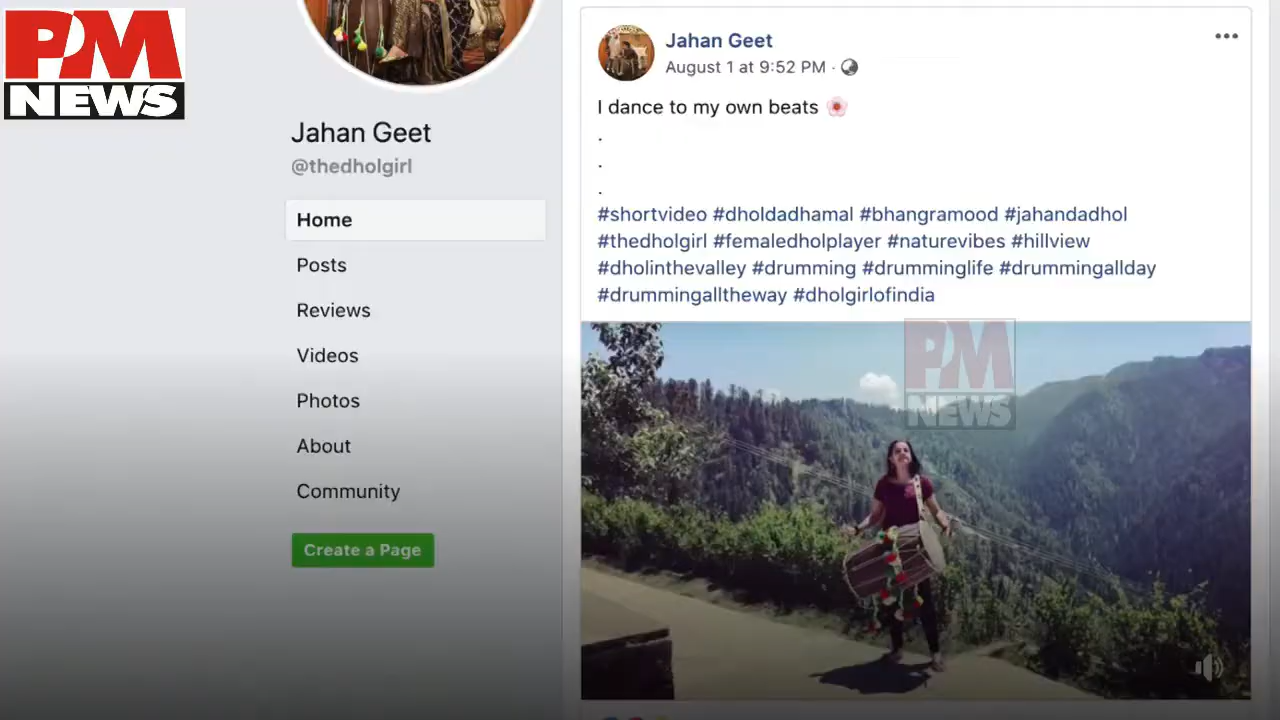 PM
NEWS
Jahan Geet
@thedholgirl
Home
Posts
Reviews
Videos
Photos
About
Community
Create a Page
Jahan Geet
August 1 at 9:52 PM ·
I dance to my own beats 🌸
.
.
.
#shortvideo #dholdadhamal #bhangramood #jahandadhol
#thedholgirl #femaledholplayer #naturevibes #hillview
#dholinthevalley #drumming #drumminglife #drummingallday
#drummingalltheway #dholgirlofindia
PM
NEWS